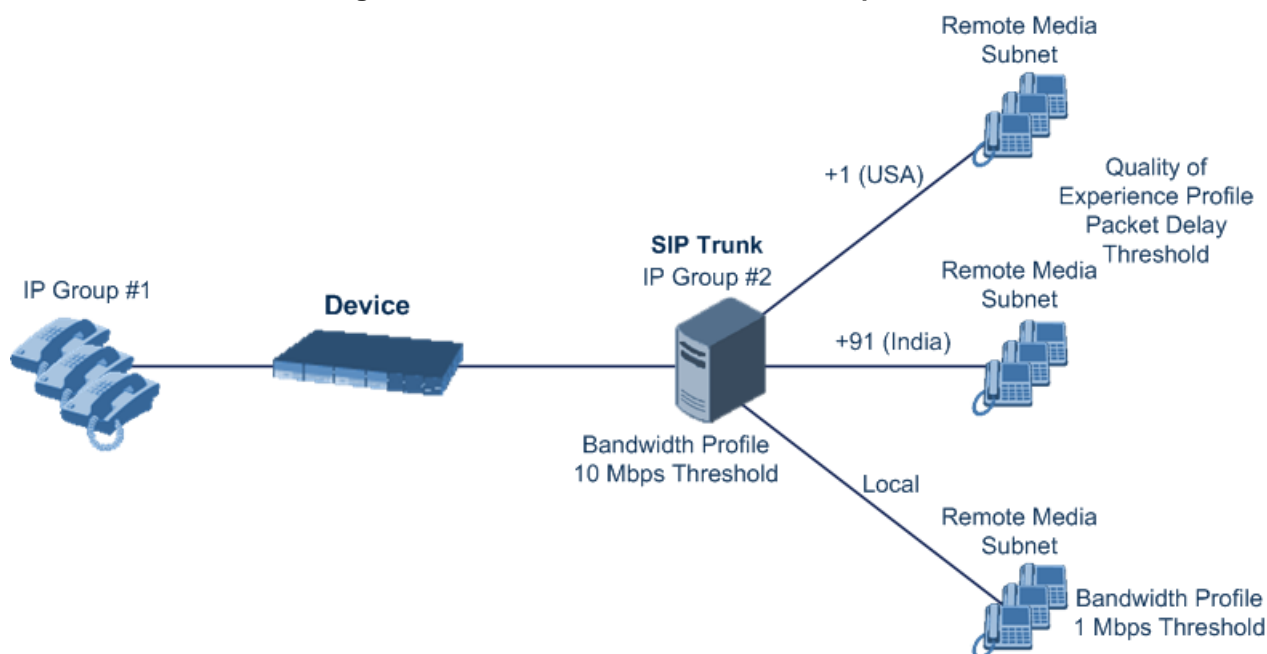 Remote Media
Subnet
+1 (USA)
Quality of
Experience Profile
Packet Delay
Threshold
SIP Trunk
IP Group #2
IP Group #1
Device
Remote Media
Subnet
+91 (India)
Bandwidth Profile
10 Mbps Threshold
Local
Remote Media
Subnet
Bandwidth Profile
1 Mbps Threshold